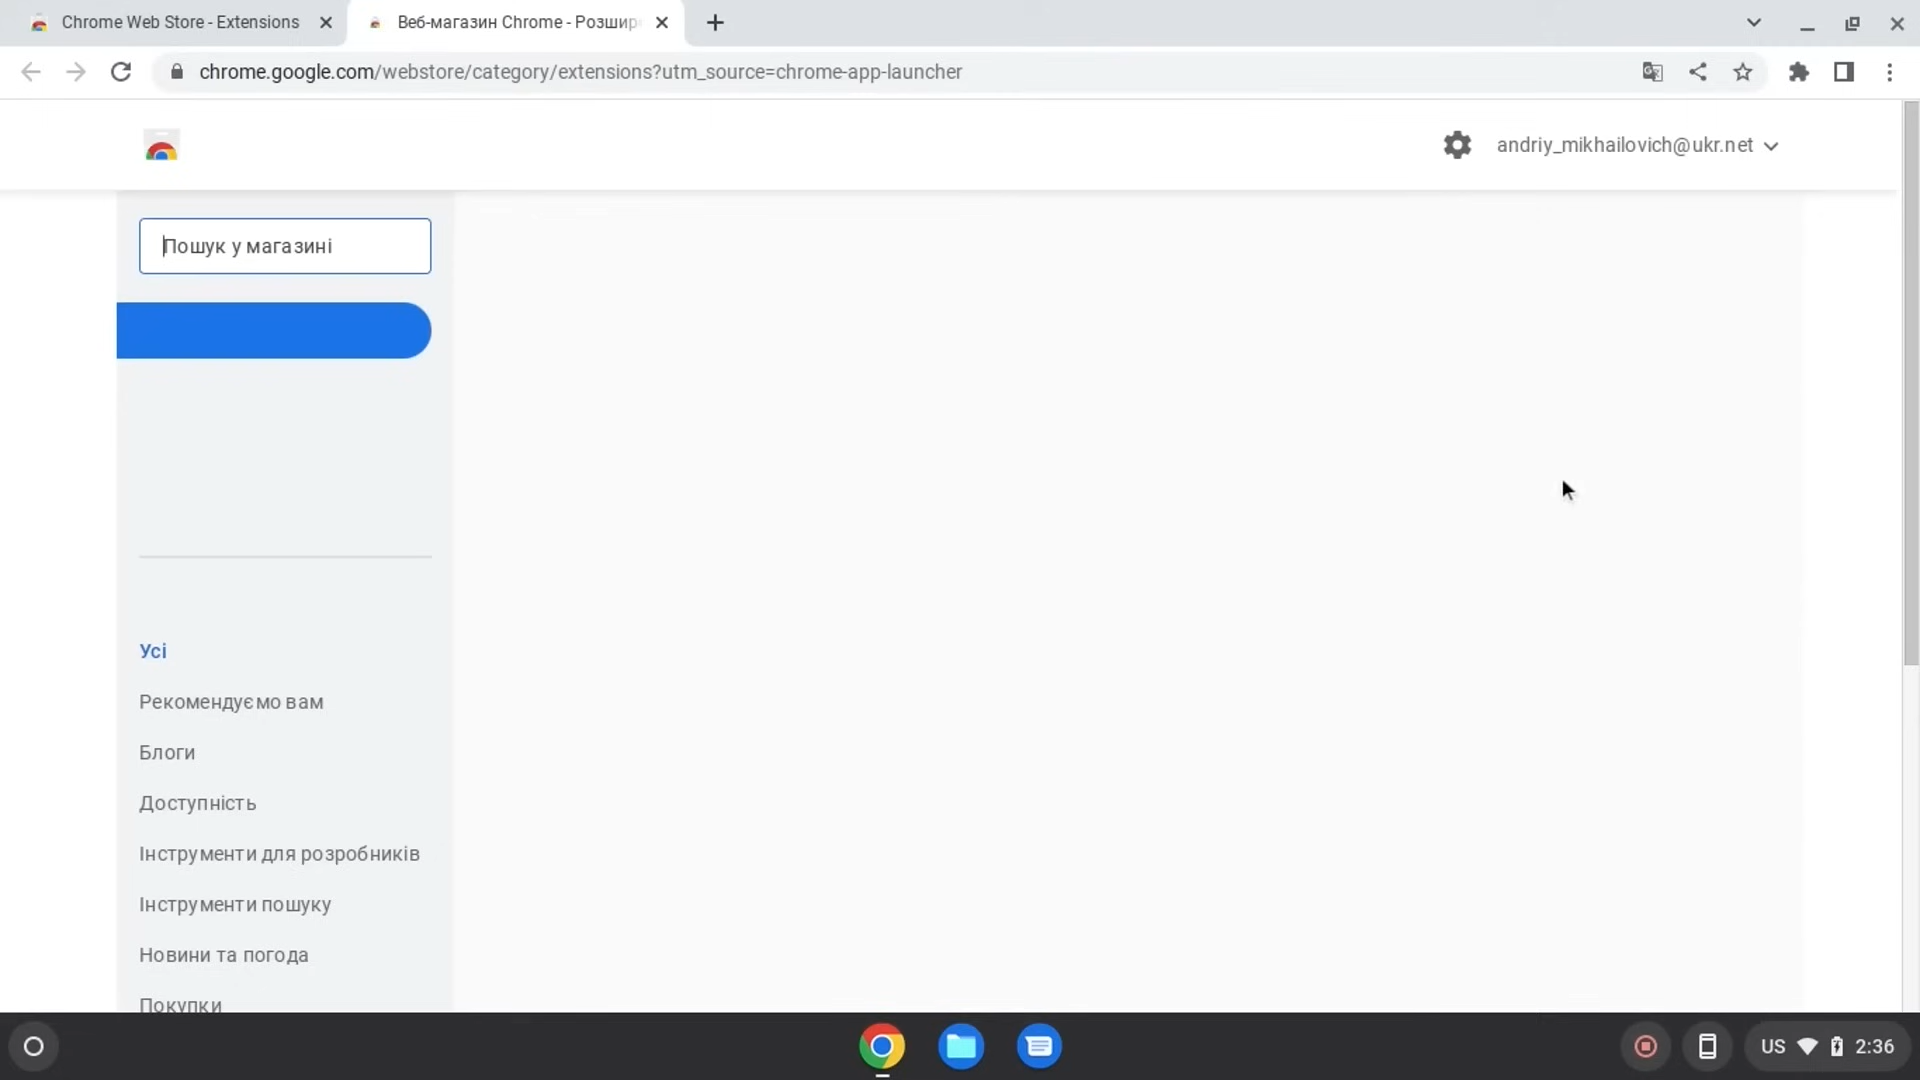 Chrome Web Store - Extensions
Веб-магазин Chrome - Розшир
chrome.google.com/webstore/category/extensions?utm_source=chrome-app-launcher
andriy_mikhailovich@ukr.net
Пошук у магазині
Усі
Рекомендуємо вам
Блоги
Доступність
Інструменти для розробників
Інструменти пошуку
Новини та погода
Покупки
US 2:36